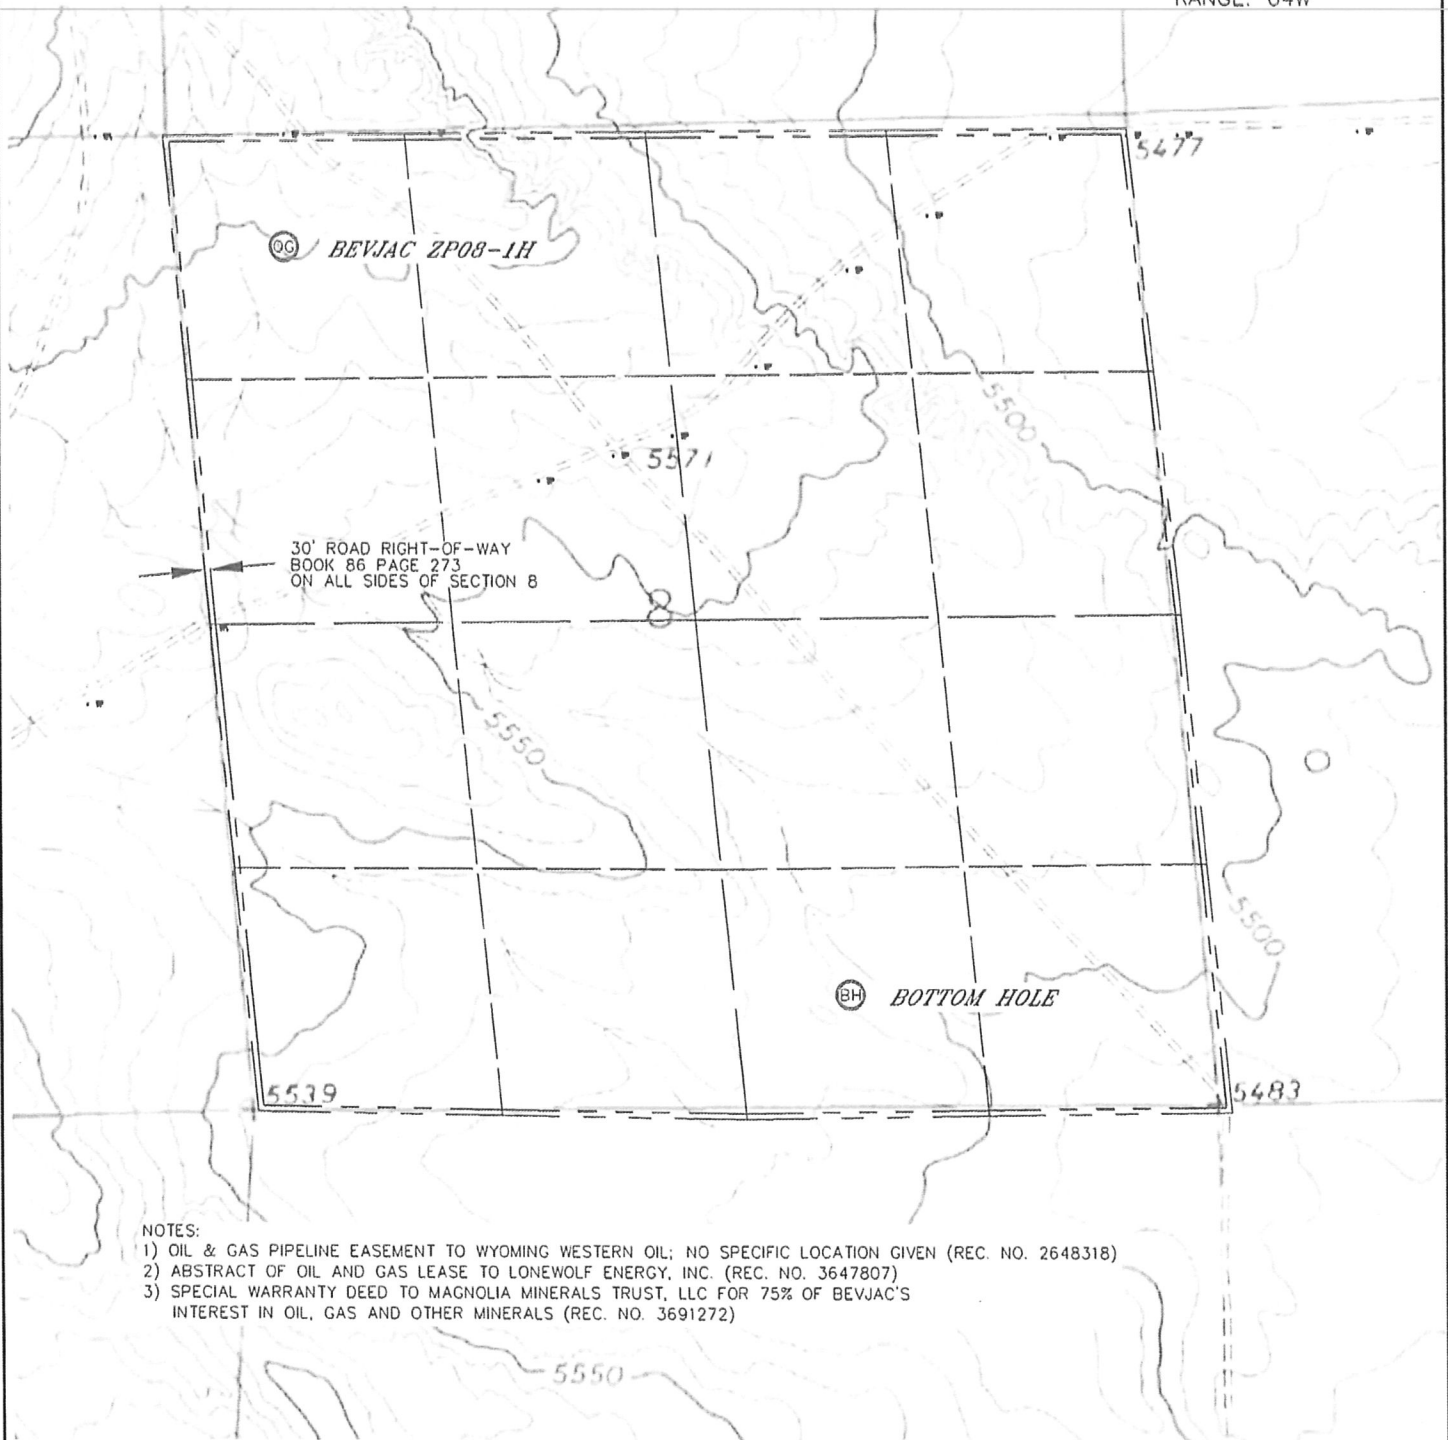 RANGE: 64W
5477
OG BEVJAC ZP08-1H
5500
5571
30' ROAD RIGHT-OF-WAY
BOOK 86 PAGE 273
ON ALL SIDES OF SECTION 8
8
5550
5500
BH BOTTOM HOLE
5539
5483
NOTES:
1) OIL & GAS PIPELINE EASEMENT TO WYOMING WESTERN OIL; NO SPECIFIC LOCATION GIVEN (REC. NO. 2648318)
2) ABSTRACT OF OIL AND GAS LEASE TO LONEWOLF ENERGY, INC. (REC. NO. 3647807)
3) SPECIAL WARRANTY DEED TO MAGNOLIA MINERALS TRUST, LLC FOR 75% OF BEVJAC'S
INTEREST IN OIL, GAS AND OTHER MINERALS (REC. NO. 3691272)
5550